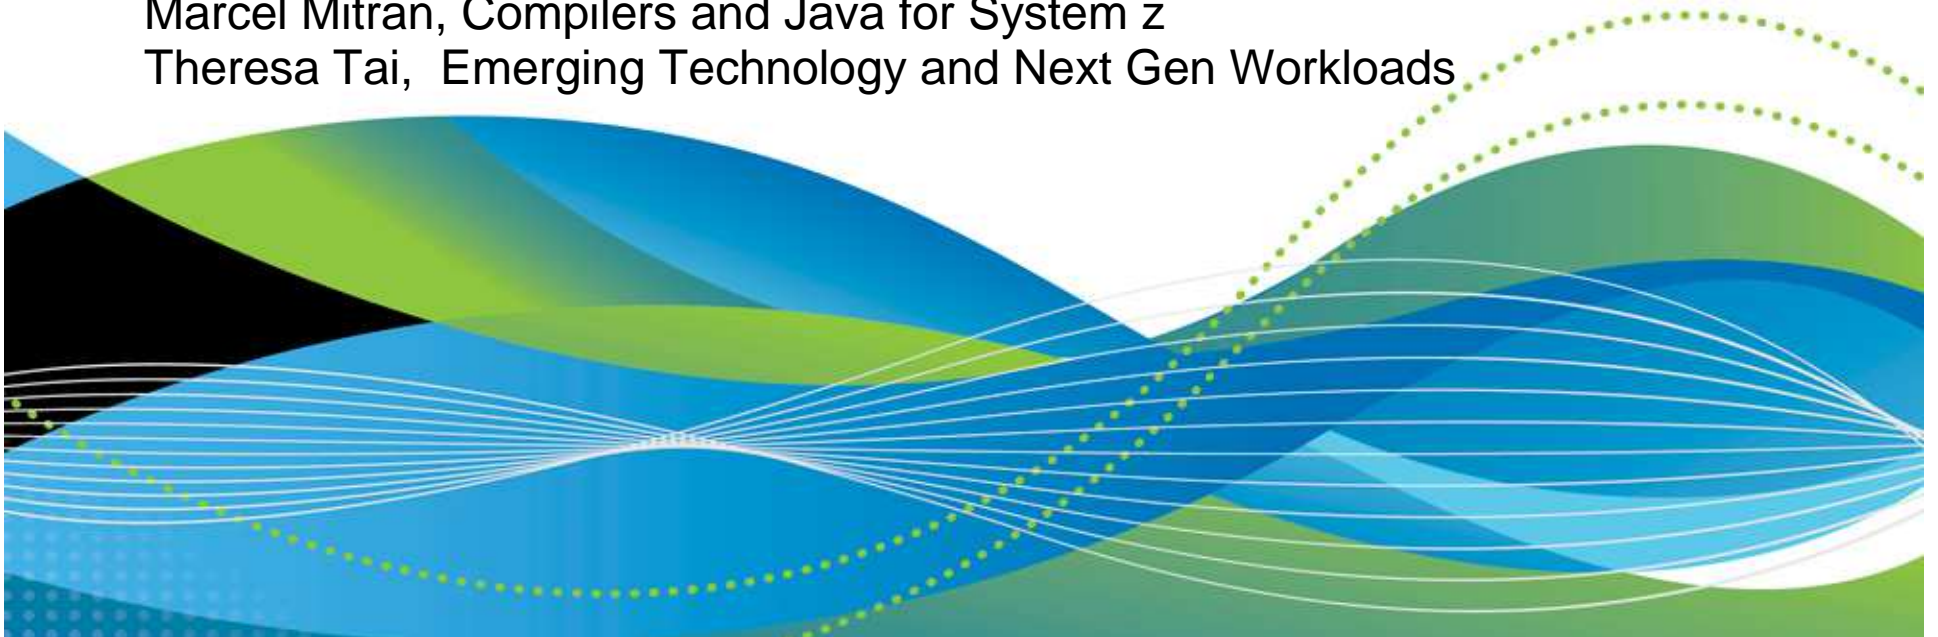 Marcel Mitran, Compilers and Java for System z
Theresa Tai, Emerging Technology and Next Gen Workloads